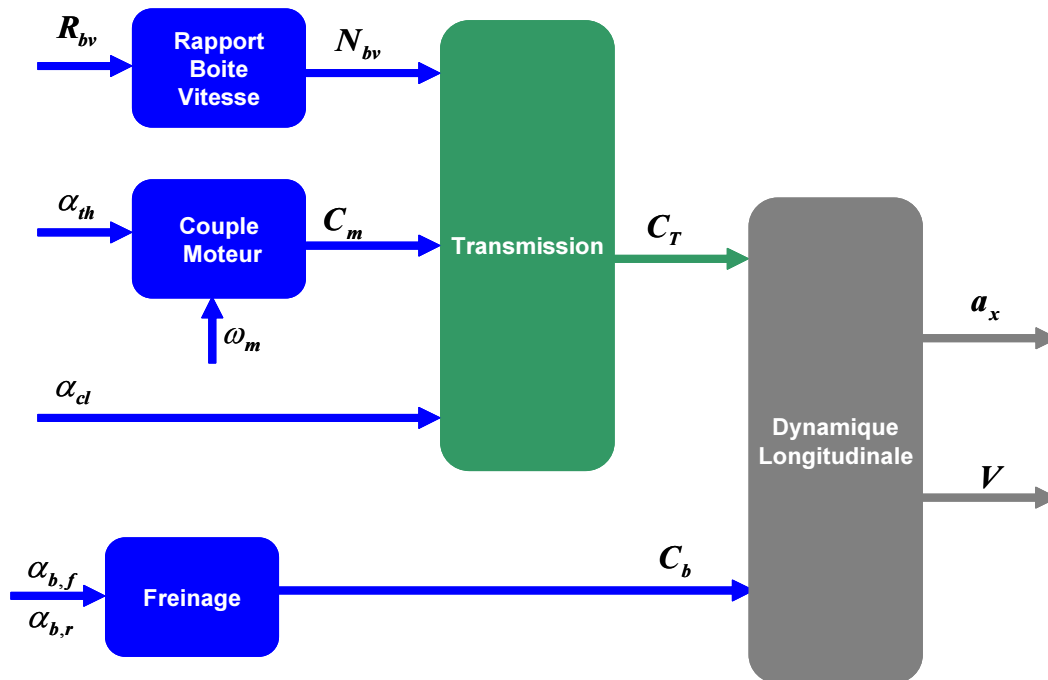 R_bv
Rapport
Boite
Vitesse
N_bv
α_th
Couple
Moteur
C_m
ω_m
α_cl
Transmission
C_T
a_x
Dynamique
Longitudinale
V
α_b,f
α_b,r
Freinage
C_b